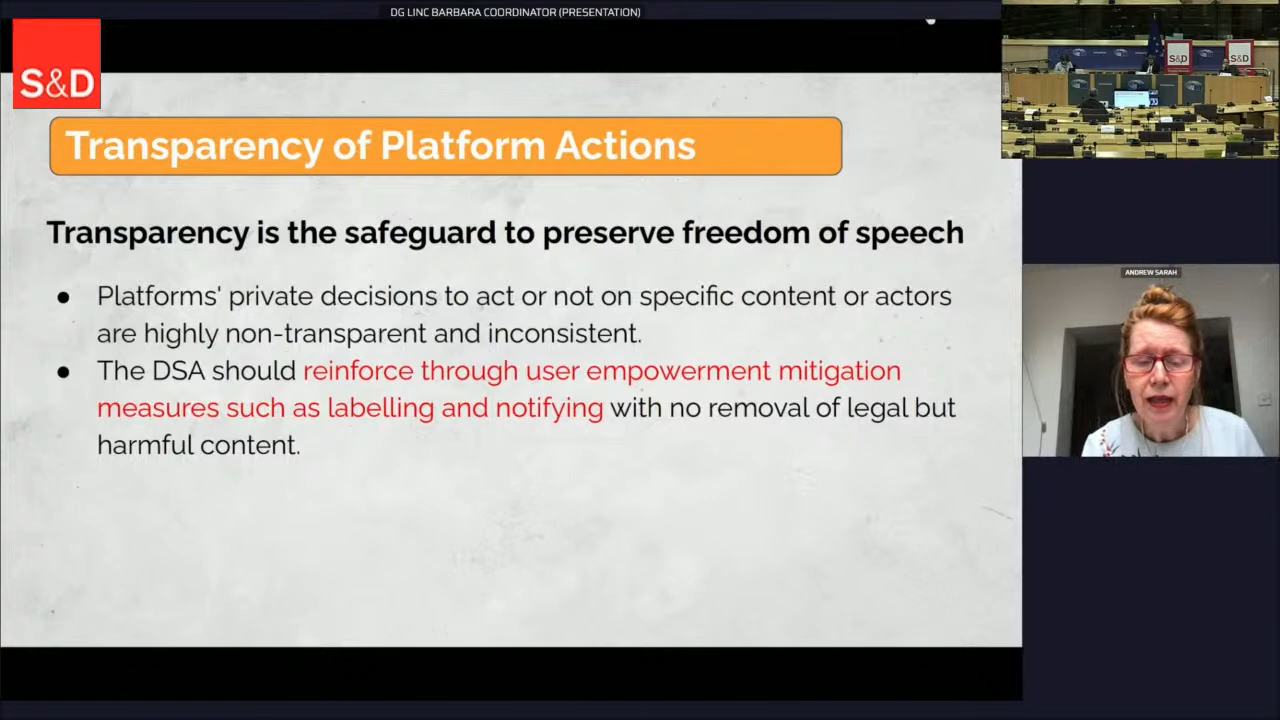 DG LINC BARBARA COORDINATOR (PRESENTATION)
S&D
Transparency of Platform Actions
Transparency is the safeguard to preserve freedom of speech
● Platforms' private decisions to act or not on specific content or actors
are highly non-transparent and inconsistent.
● The DSA should reinforce through user empowerment mitigation
measures such as labelling and notifying with no removal of legal but
harmful content.
S&D
S&D
ANDREW SARAH